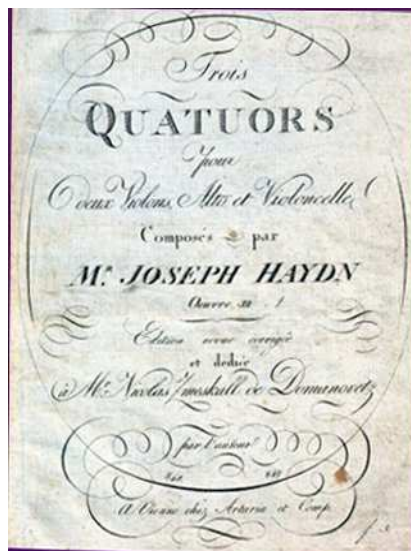 Trois
QUATUORS
Pour
deux Violons, Alto et Violoncelle,
Composés par
Mr. JOSEPH HAYDN
Oeuvre
Edition revue corrigée
et dediée
à Mr. Nicolas Zmeskall de Domanovetz
par l'auteur
A Vienne chez Artaria et Comp.